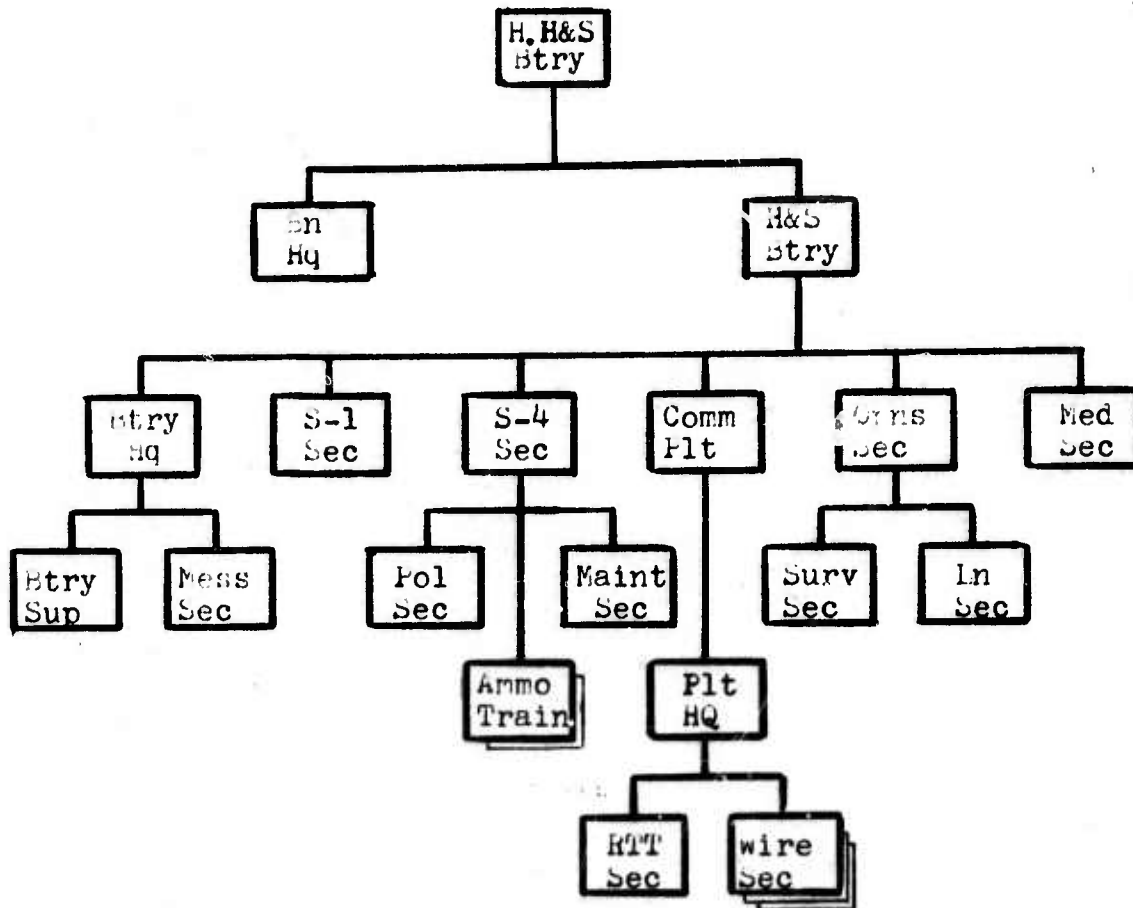 H.H&S
Btry
Bn
Hq
H&S
Btry
Btry
Hq
S-1
Sec
S-4
Sec
Comm
Plt
Sec
Med
Sec
Btry
Sup
Mess
Sec
Pol
Sec
Maint
Sec
Surv
Sec
Ln
Sec
Ammo
Train
Plt
HQ
RTT
Sec
wire
Sec